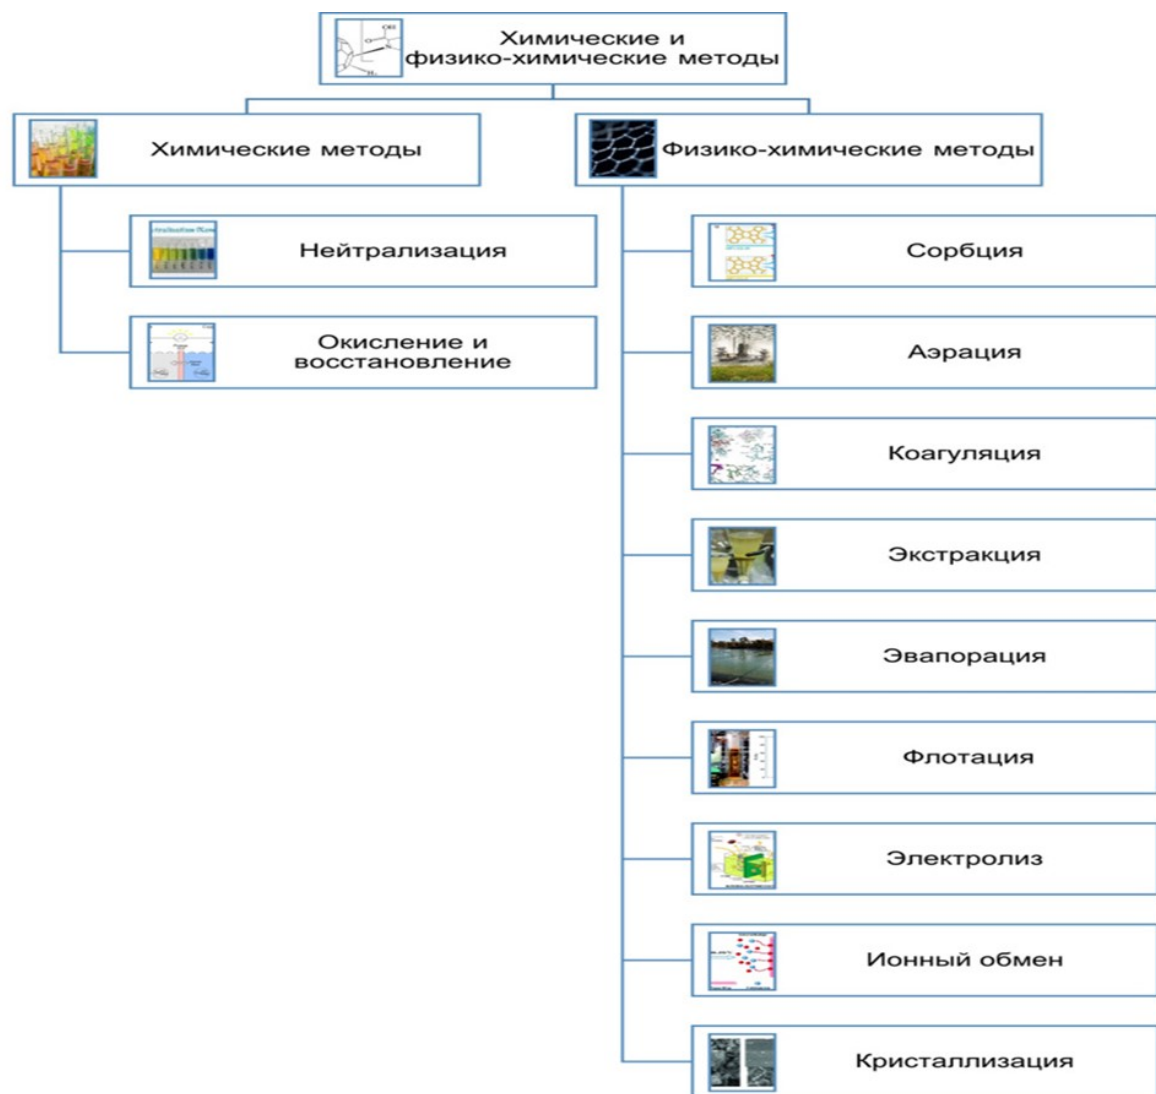 Химические и
физико-химические методы
Химические методы
Физико-химические методы
Нейтрализация
Окисление и
восстановление
Сорбция
Аэрация
Коагуляция
Экстракция
Эвапорация
Флотация
Электролиз
Ионный обмен
Кристаллизация